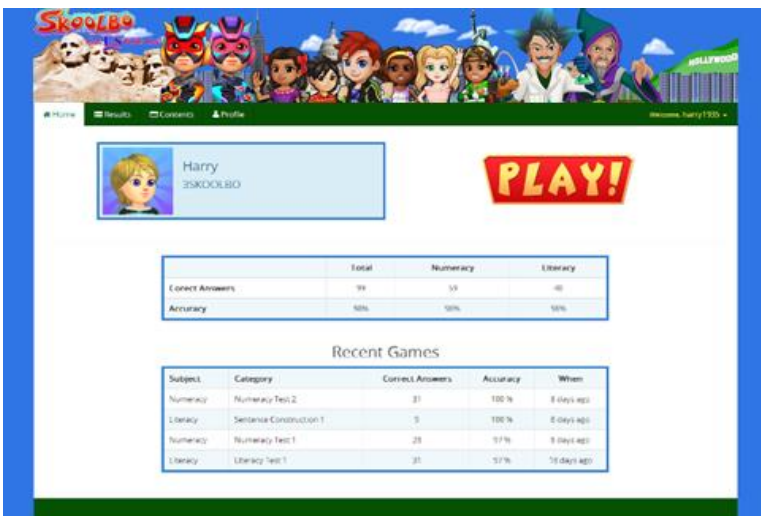 SKOOLBO
HOLLYWOOD
Home Results Contents Profile Welcome, harry1935
Harry
3SKOOLBO
PLAY!
Total Numeracy Literacy
Correct Answers 99 59 40
Accuracy 98% 98%
Recent Games
Subject Category Correct Answers Accuracy When
Numeracy Numeracy Test 2 31 100 % 8 days ago
Literacy Sentence Construction 1 5 100 % 8 days ago
Numeracy Numeracy Test 1 28 97 % 8 days ago
Literacy Literacy Test 1 31 97 % days ago